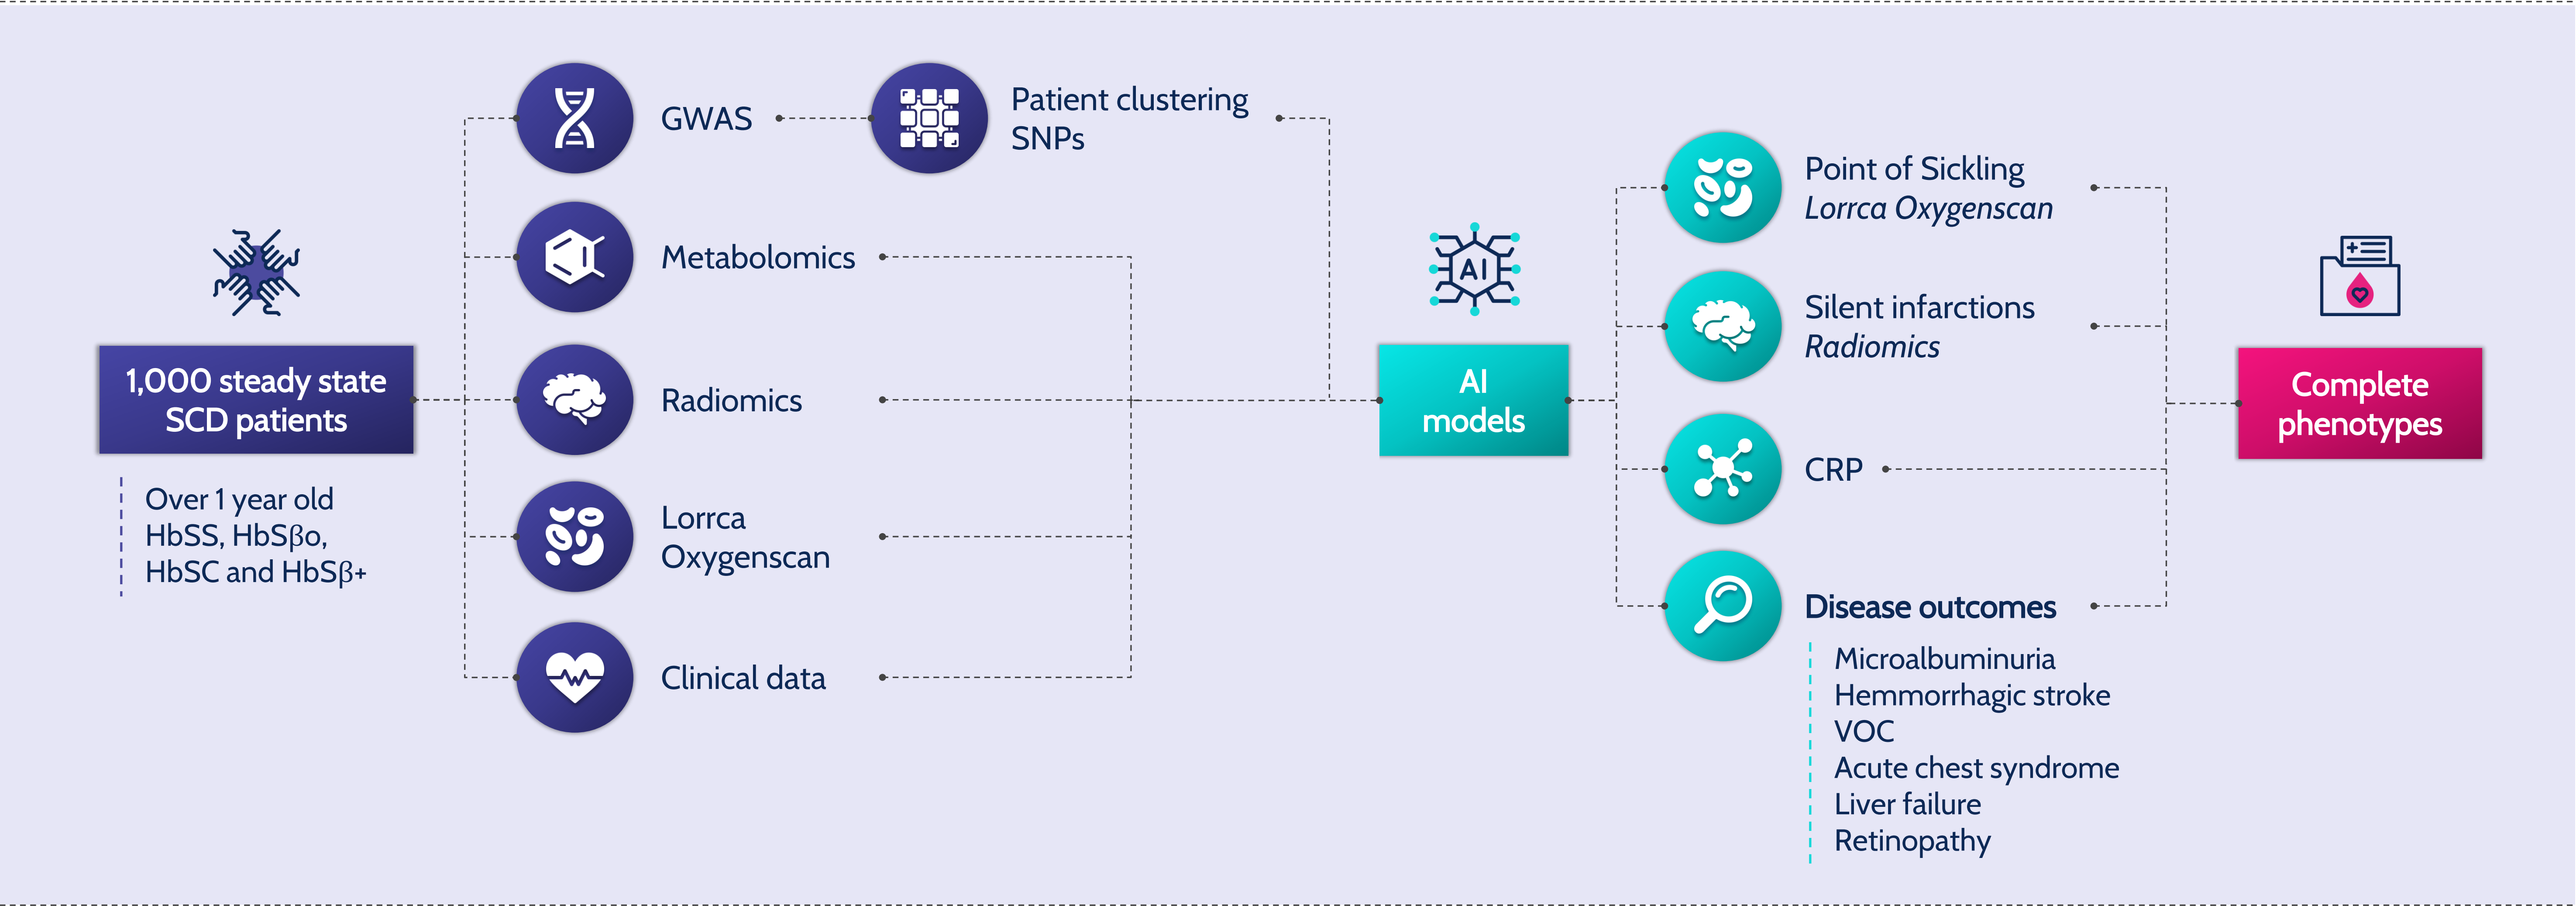 1,000 steady state
SCD patients
Over 1 year old
HbSS, HbSβo,
HbSC and HbSβ+
GWAS
Patient clustering
SNPs
Metabolomics
Radiomics
Lorrca
Oxygenscan
Clinical data
AI
AI
models
Point of Sickling
Lorrca Oxygenscan
Silent infarctions
Radiomics
CRP
Disease outcomes
Microalbuminuria
Hemmorrhagic stroke
VOC
Acute chest syndrome
Liver failure
Retinopathy
Complete
phenotypes